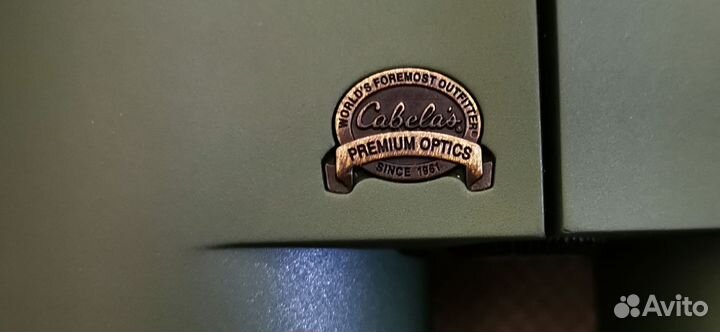 WORLD'S FOREMOST OUTFITTER®
Cabela's®
PREMIUM OPTICS
SINCE 1961
Avito